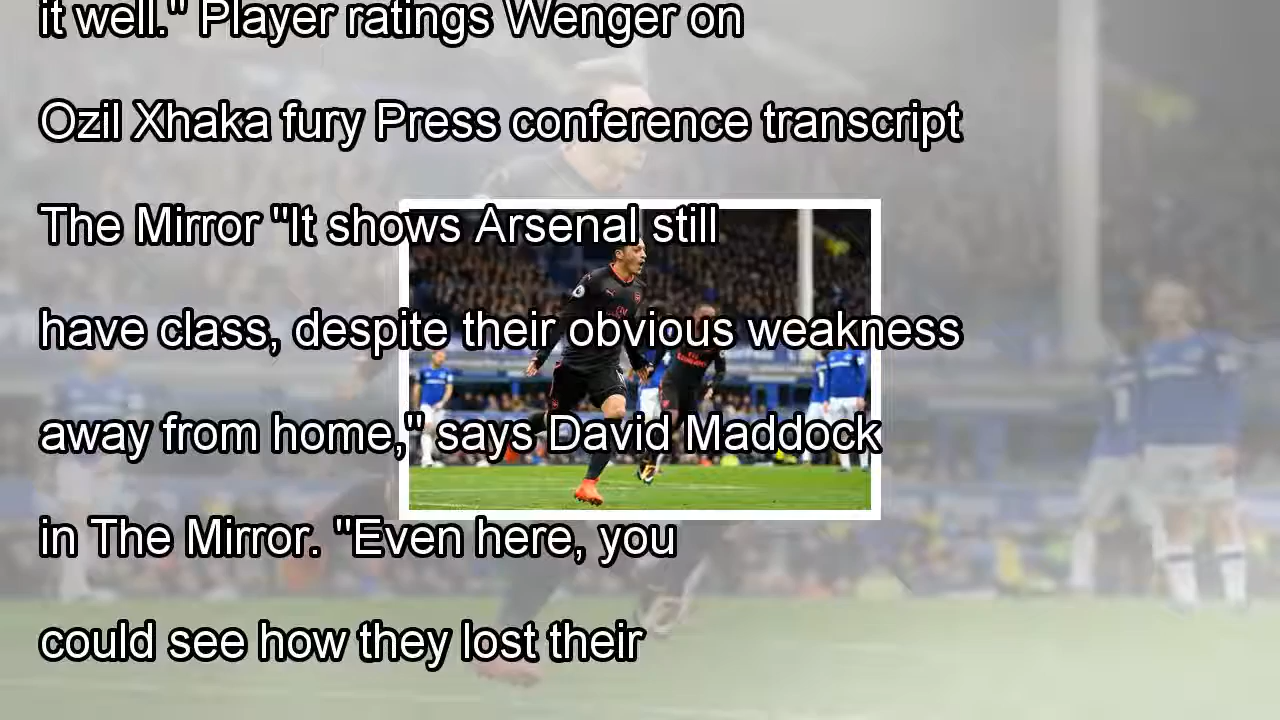 it well." Player ratings Wenger on
Ozil Xhaka fury Press conference transcript
The Mirror "It shows Arsenal still
have class, despite their obvious weakness
away from home," says David Maddock
in The Mirror. "Even here, you
could see how they lost their